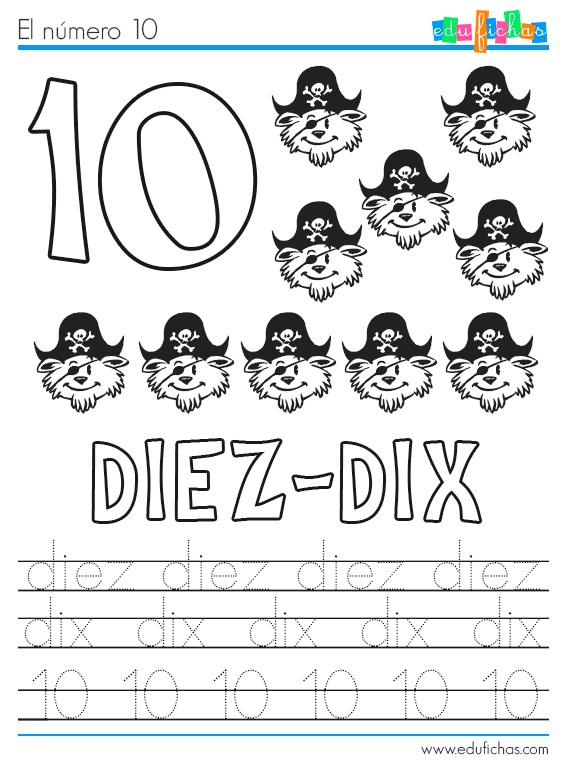 El número 10
edufichas
10
DIEZ-DIX
diez diez diez diez
dix dix dix dix dix
10 10 10 10 10 10
www.edufichas.com